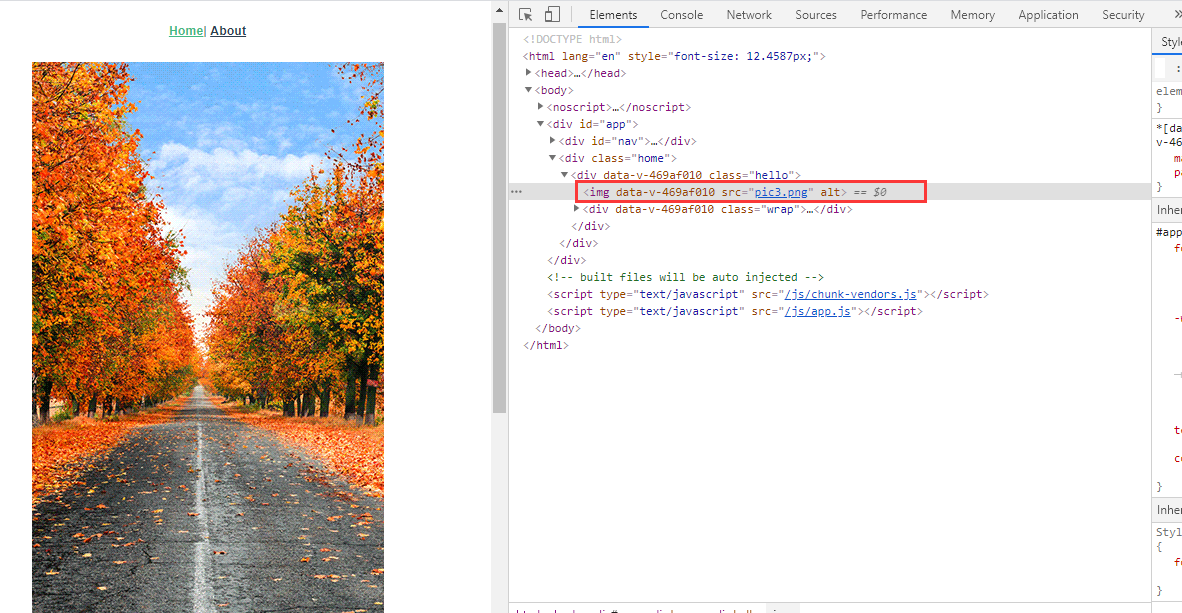 Home| About
Elements Console Network Sources Performance Memory Application Security »
<!DOCTYPE html>
<html lang="en" style="font-size: 12.4587px;">
<head>…</head>
<body>
<noscript>…</noscript>
<div id="app">
<div id="nav">…</div>
<div class="home">
<div data-v-469af010 class="hello">
<img data-v-469af010 src="pic3.png" alt> == $0
<div data-v-469af010 class="wrap">…</div>
</div>
</div>
</div>
<!-- built files will be auto injected -->
<script type="text/javascript" src="/js/chunk-vendors.js"></script>
<script type="text/javascript" src="/js/app.js"></script>
</body>
</html>
Style
:
elem
}
*[da
v-46
ma
pa
}
Inher
#app
fo
}
Inher
Styl
{
fo
}